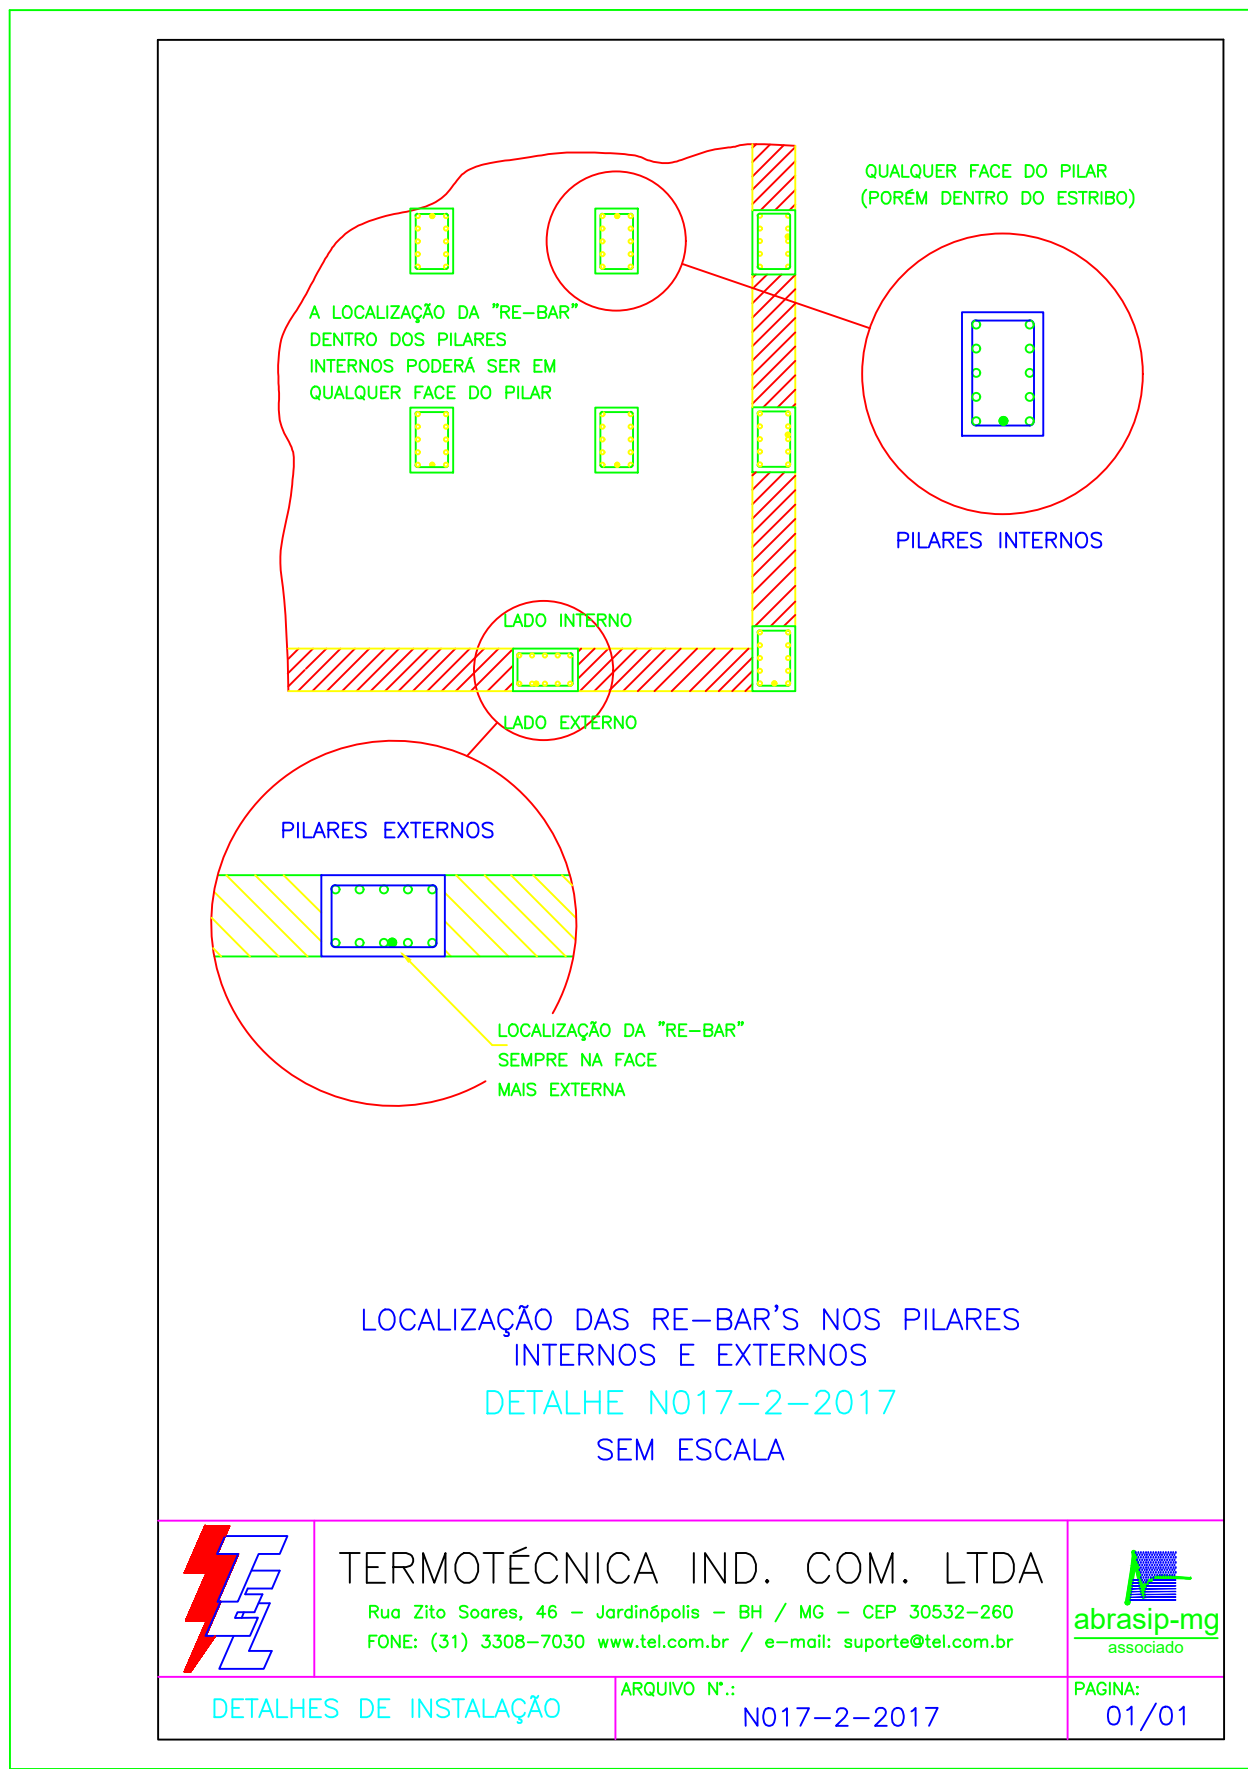 QUALQUER FACE DO PILAR
(PORÉM DENTRO DO ESTRIBO)
A LOCALIZAÇÃO DA "RE-BAR"
DENTRO DOS PILARES
INTERNOS PODERÁ SER EM
QUALQUER FACE DO PILAR
PILARES INTERNOS
LADO INTERNO
LADO EXTERNO
PILARES EXTERNOS
LOCALIZAÇÃO DA "RE-BAR"
SEMPRE NA FACE
MAIS EXTERNA
LOCALIZAÇÃO DAS RE-BAR'S NOS PILARES
INTERNOS E EXTERNOS
DETALHE N017-2-2017
SEM ESCALA
TEL
TERMOTÉCNICA IND. COM. LTDA
Rua Zito Soares, 46 - Jardinópolis - BH / MG - CEP 30532-260
FONE: (31) 3308-7030 www.tel.com.br / e-mail: suporte@tel.com.br
abrasip-mg
associado
DETALHES DE INSTALAÇÃO
ARQUIVO N°.:
N017-2-2017
PAGINA:
01/01